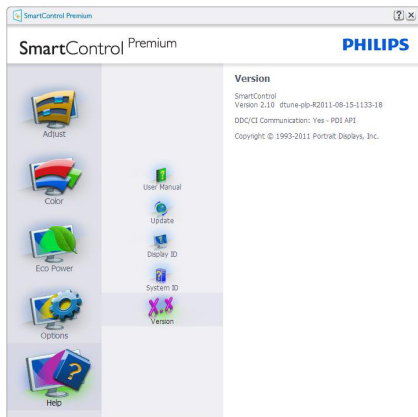 SmartControl Premium
SmartControl Premium
PHILIPS
Adjust
Color
Eco Power
Options
Help
User Manual
Update
Display ID
System ID
X.X
Version
Version
SmartControl
Version 2.10 dtune-plp-R2011-08-15-1133-18
DDC/CI Communication: Yes - PDI API
Copyright © 1993-2011 Portrait Displays, Inc.